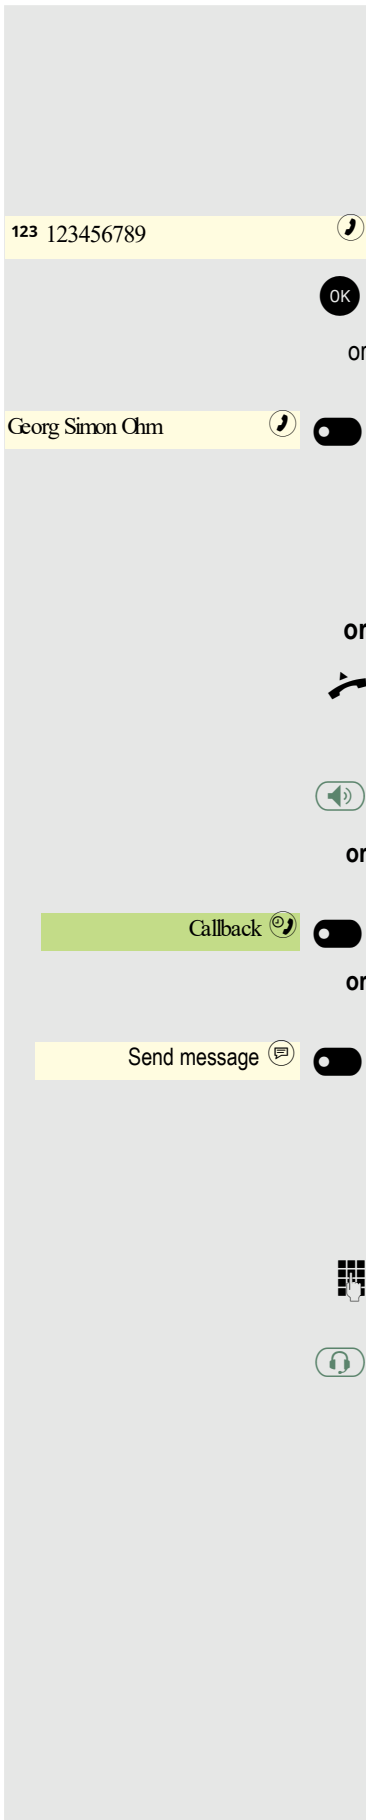 123 123456789
OK
or
Georg Simon Ohm
or
or
Callback
or
Send message